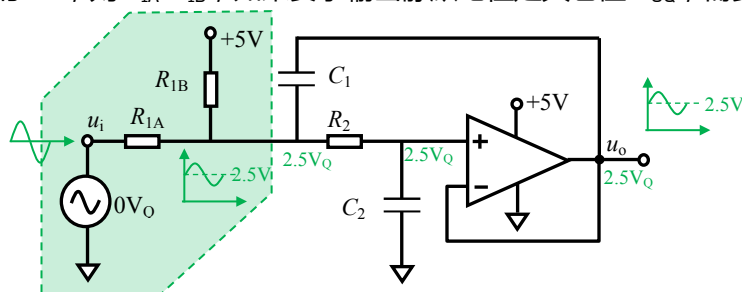 +5V
R1B
C1
ui
R1A
R2
+5V
2.5V
uo
2.5V
2.5VQ
2.5VQ
2.5VQ
0VQ
C2
+
−